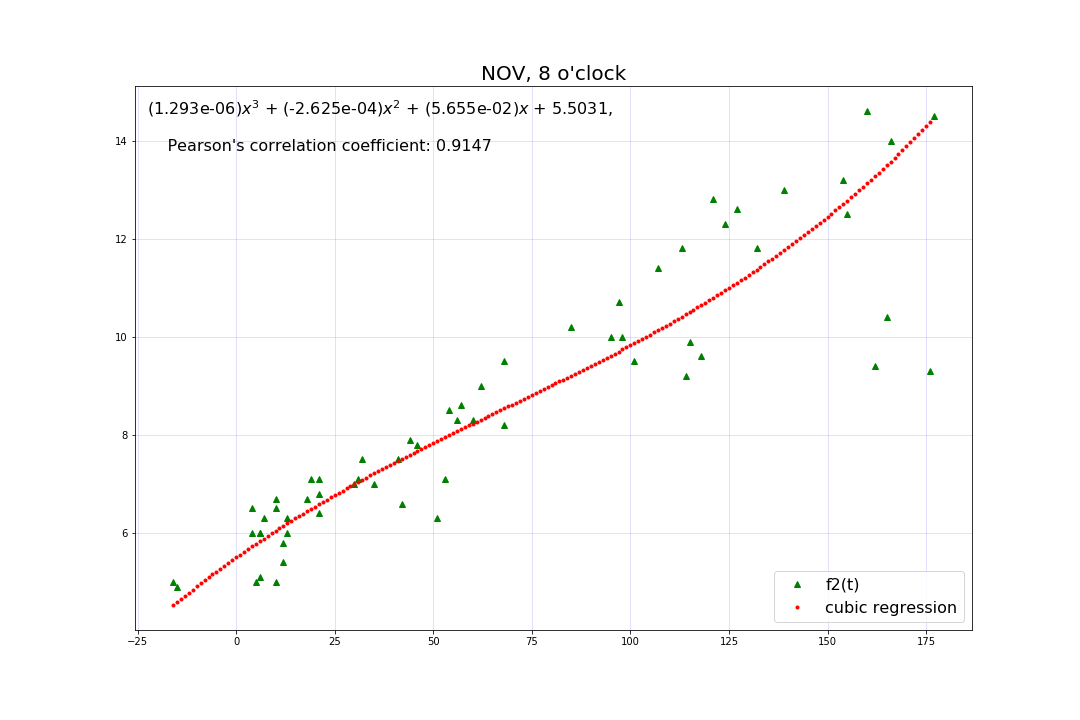 NOV, 8 o'clock
(1.293e-06)x³ + (-2.625e-04)x² + (5.655e-02)x + 5.5031,
Pearson's correlation coefficient: 0.9147
14
12
10
8
6
f2(t)
cubic regression
−25 0 25 50 75 100 125 150 175